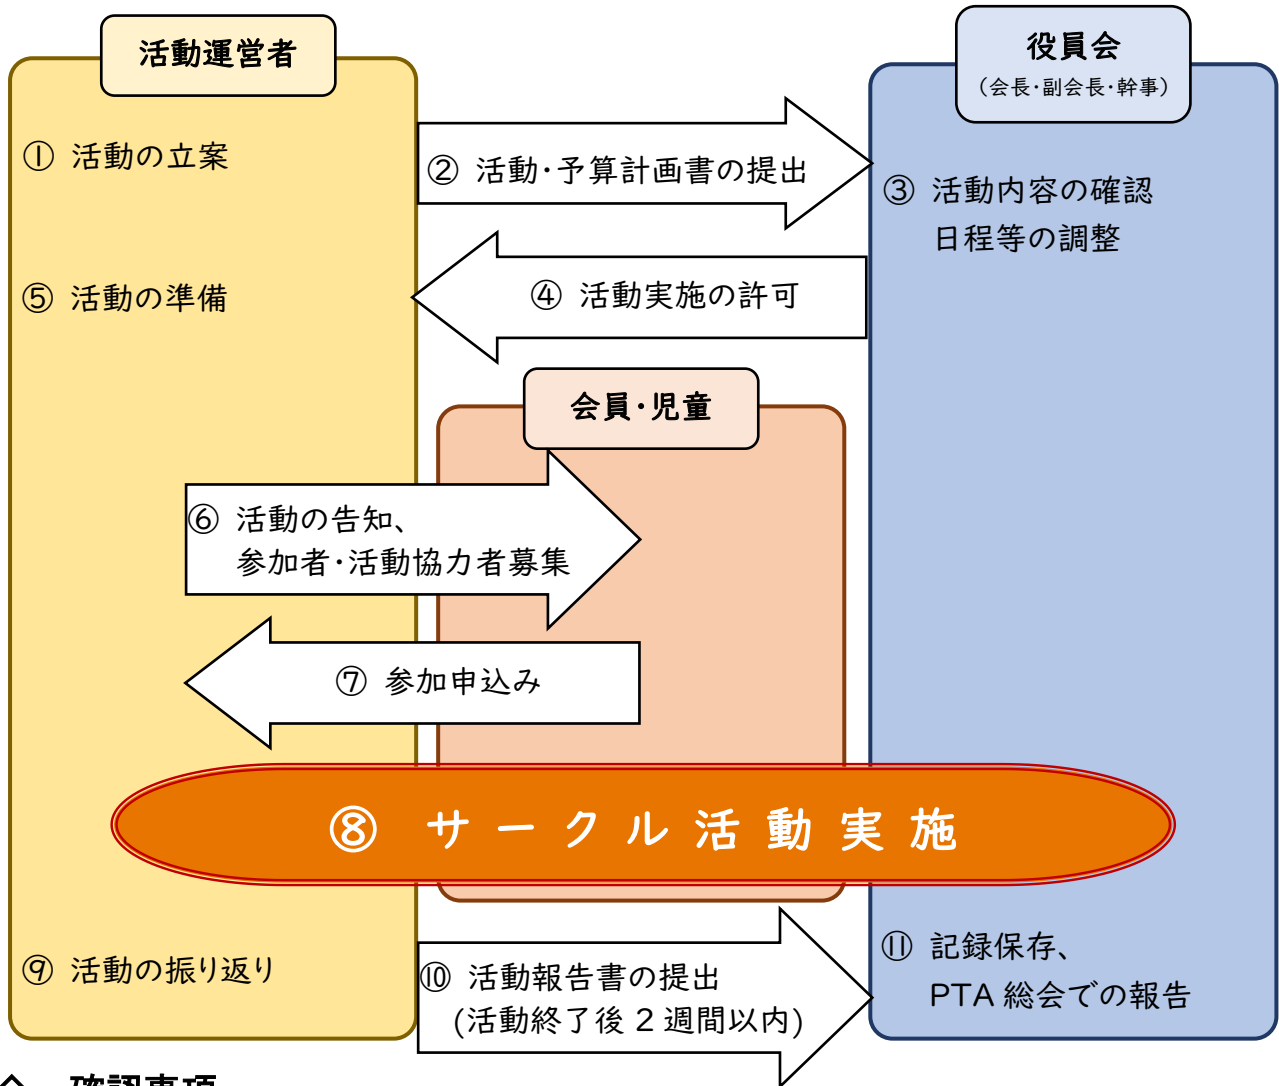 活動運営者
役員会
（会長・副会長・幹事）
① 活動の立案
② 活動・予算計画書の提出
③ 活動内容の確認
日程等の調整
④ 活動実施の許可
⑤ 活動の準備
会員・児童
⑥ 活動の告知、
参加者・活動協力者募集
⑦ 参加申込み
⑧ サークル活動実施
⑨ 活動の振り返り
⑩ 活動報告書の提出
(活動終了後２週間以内)
⑪ 記録保存、
PTA 総会での報告
確認事項